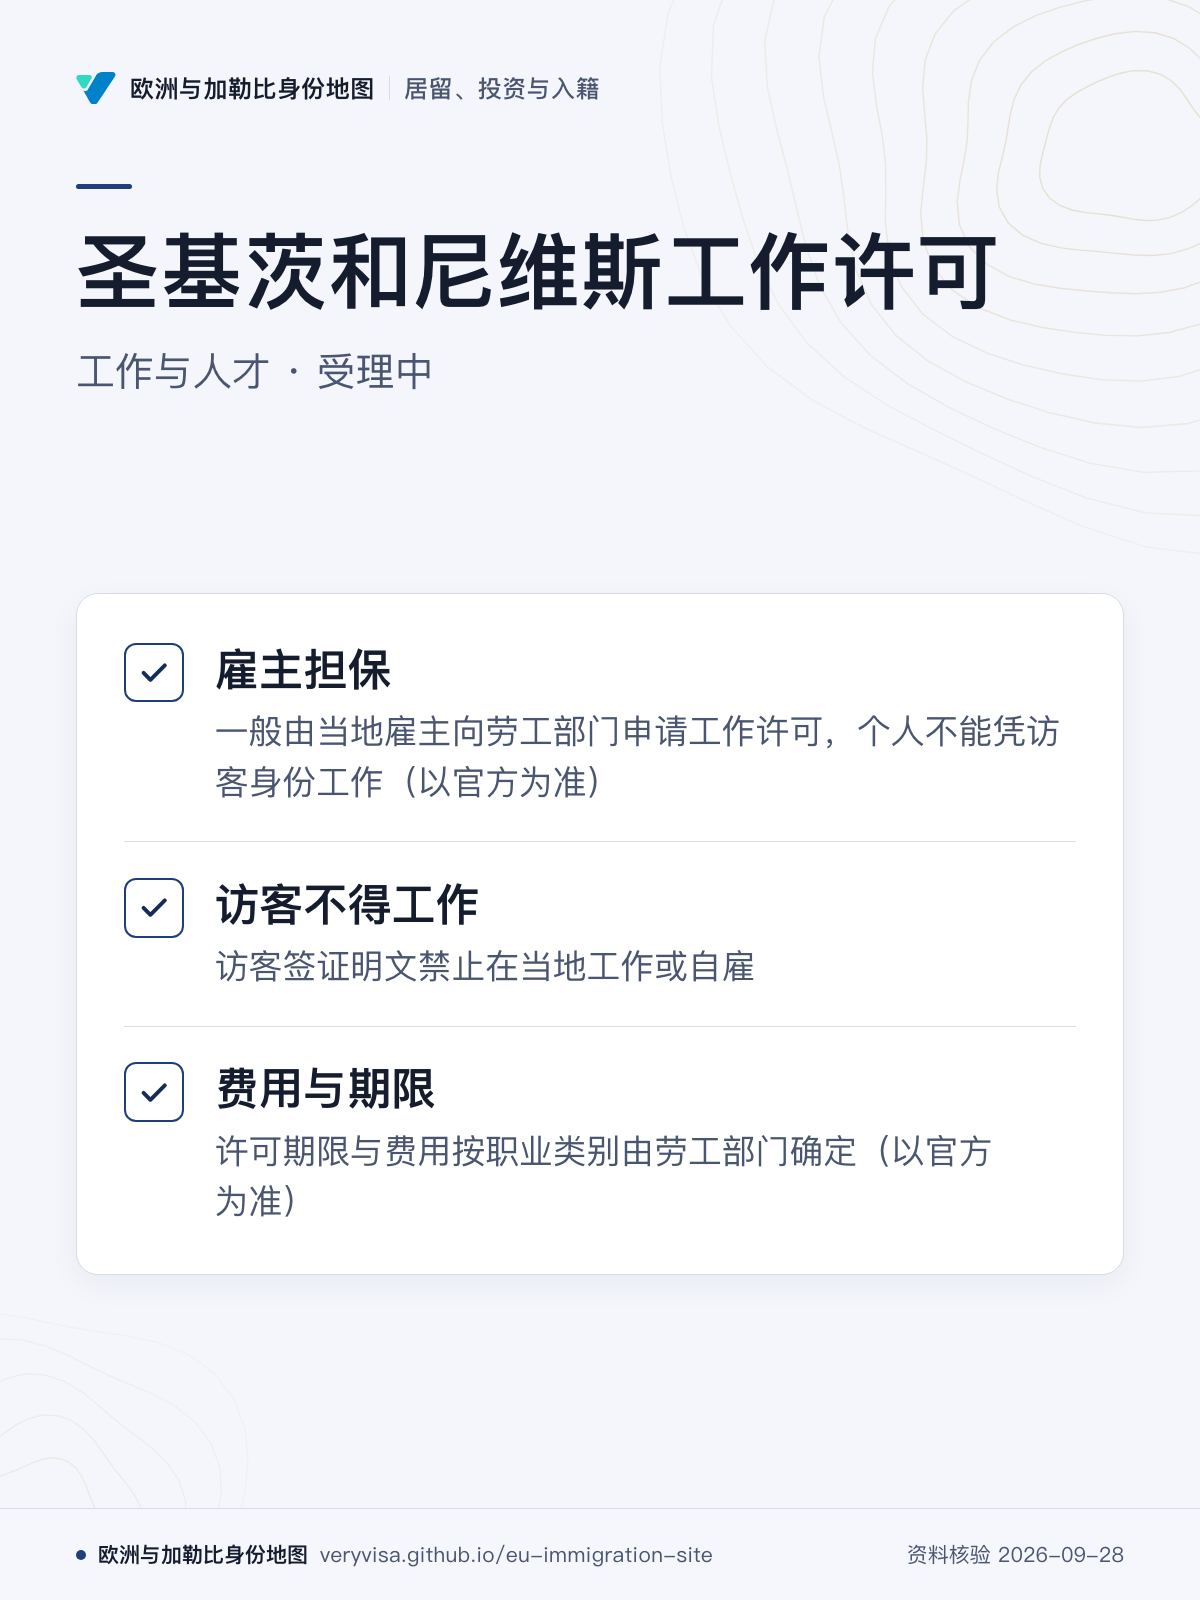 欧洲与加勒比身份地图 居留、投资与入籍
圣基茨和尼维斯工作许可
工作与人才 · 受理中
雇主担保
一般由当地雇主向劳工部门申请工作许可，个人不能凭访
客身份工作（以官方为准）
访客不得工作
访客签证明文禁止在当地工作或自雇
费用与期限
许可期限与费用按职业类别由劳工部门确定（以官方
为准）
欧洲与加勒比身份地图 veryvisa.github.io/eu-immigration-site 资料核验 2026-09-28